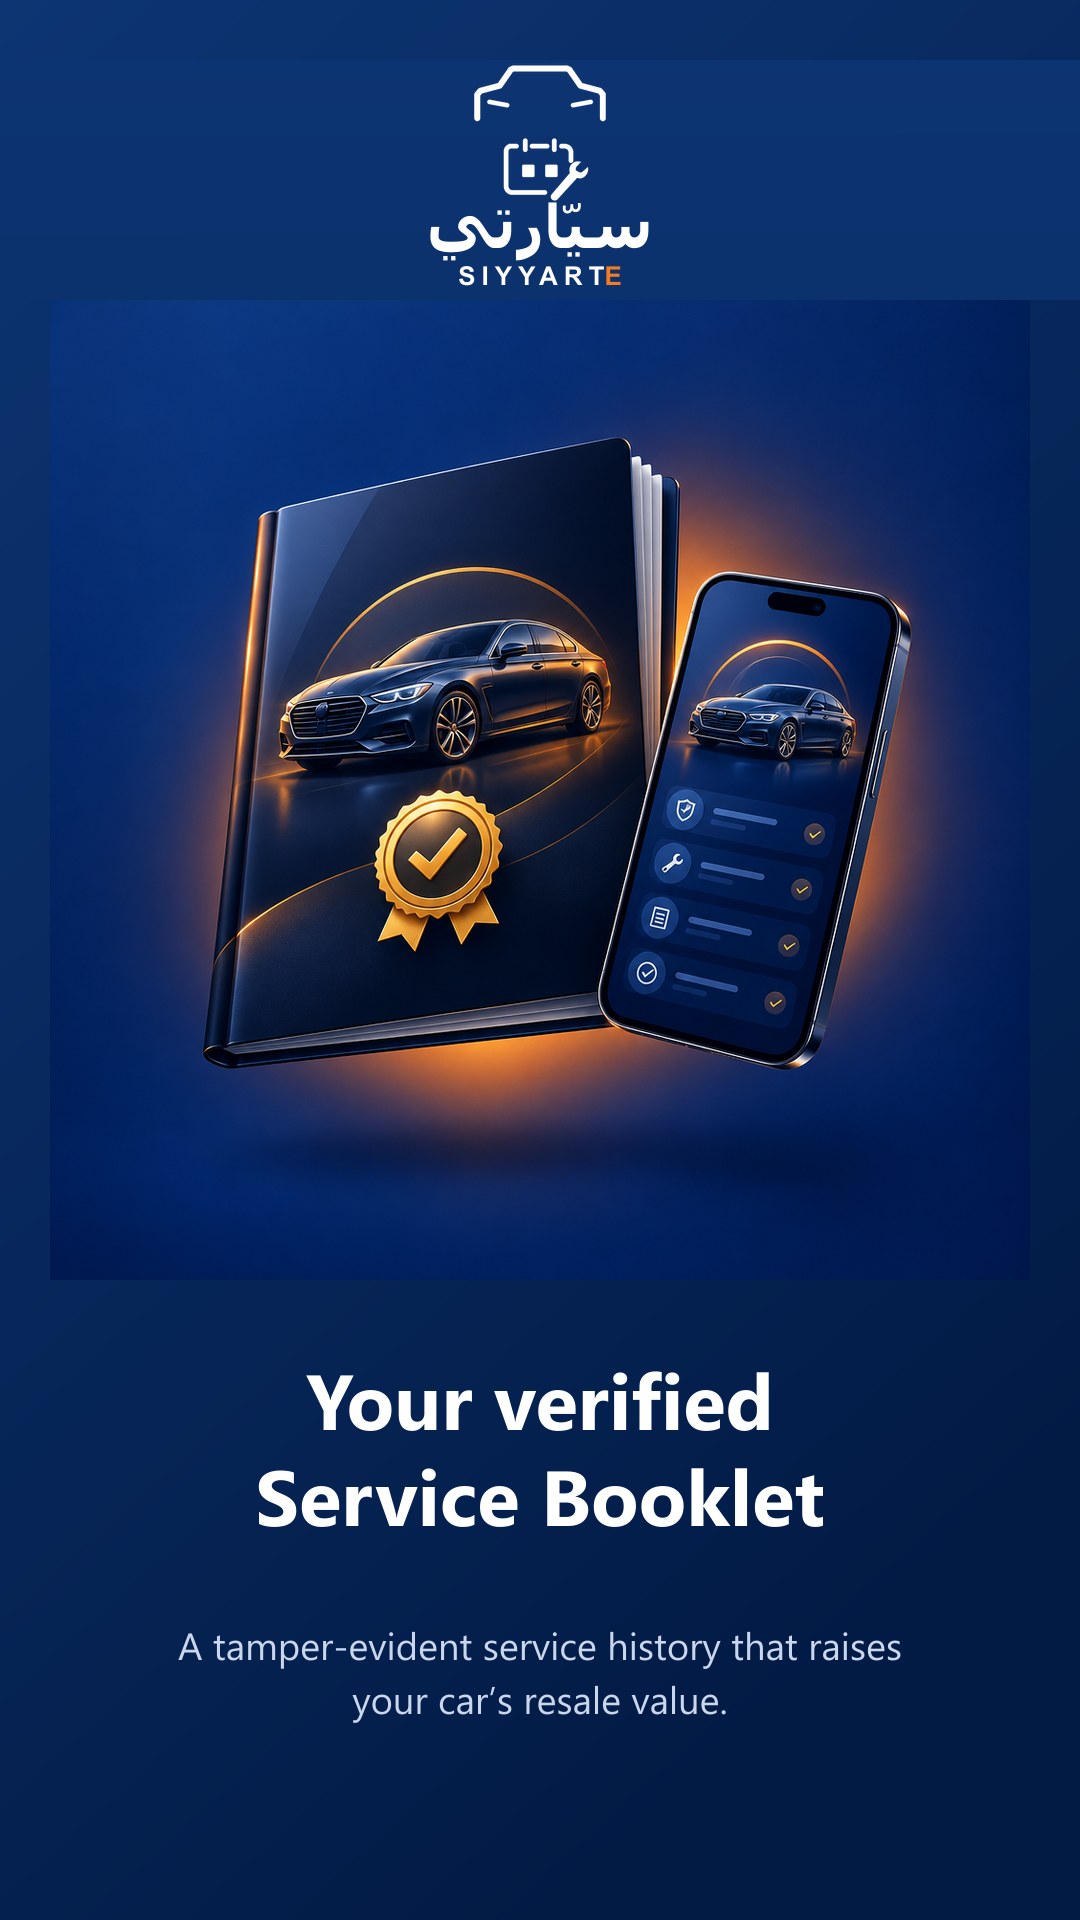 سيّارتي
SIYYARTE
Your verified
Service Booklet
A tamper-evident service history that raises
your car’s resale value.